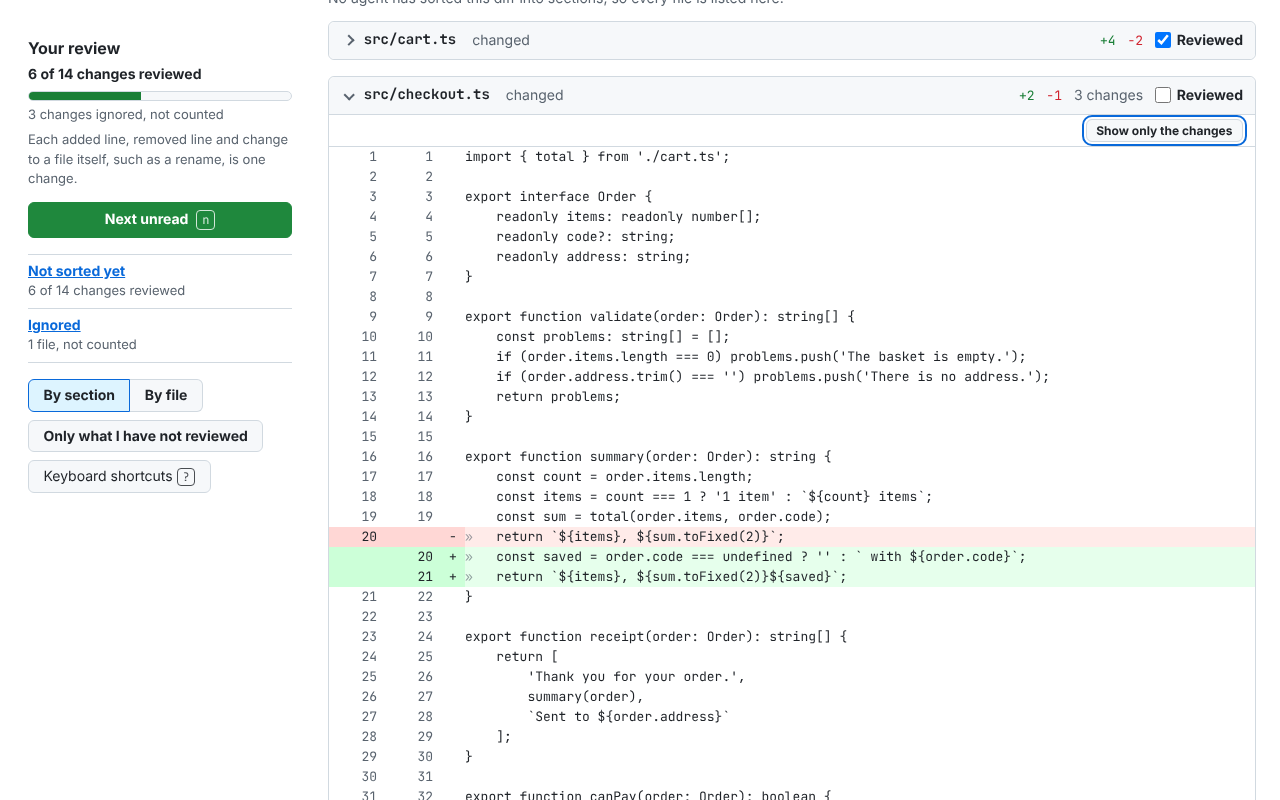 No agent has sorted this diff into sections, so every file is listed here.
Your review
6 of 14 changes reviewed
3 changes ignored, not counted
Each added line, removed line and change
to a file itself, such as a rename, is one
change.
Next unread n
Not sorted yet
6 of 14 changes reviewed
Ignored
1 file, not counted
By section By file
Only what I have not reviewed
Keyboard shortcuts ?
src/cart.ts changed +4 -2 Reviewed
src/checkout.ts changed +2 -1 3 changes Reviewed
Show only the changes
1 1 import { total } from './cart.ts';
2 2
3 3 export interface Order {
4 4     readonly items: readonly number[];
5 5     readonly code?: string;
6 6     readonly address: string;
7 7 }
8 8
9 9 export function validate(order: Order): string[] {
10 10     const problems: string[] = [];
11 11     if (order.items.length === 0) problems.push('The basket is empty.');
12 12     if (order.address.trim() === '') problems.push('There is no address.');
13 13     return problems;
14 14 }
15 15
16 16 export function summary(order: Order): string {
17 17     const count = order.items.length;
18 18     const items = count === 1 ? '1 item' : `${count} items`;
19 19     const sum = total(order.items, order.code);
20 - »   return `${items}, ${sum.toFixed(2)}`;
20 + »   const saved = order.code === undefined ? '' : ` with ${order.code}`;
21 + »   return `${items}, ${sum.toFixed(2)}${saved}`;
21 22 }
22 23
23 24 export function receipt(order: Order): string[] {
24 25     return [
25 26         'Thank you for your order.',
26 27         summary(order),
27 28         `Sent to ${order.address}`
28 29     ];
29 30 }
30 31
31 32 export function canPay(order: Order): boolean {